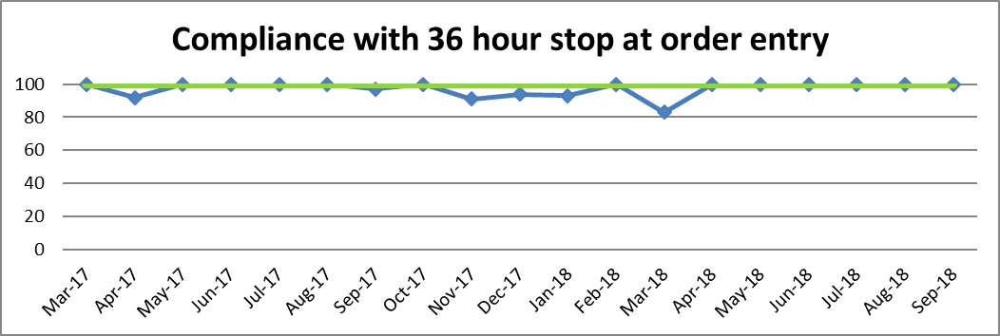 Compliance with 36 hour stop at order entry
100
80
60
40
20
0
Mar-17
Apr-17
May-17
Jun-17
Jul-17
Aug-17
Sep-17
Oct-17
Nov-17
Dec-17
Jan-18
Feb-18
Mar-18
Apr-18
May-18
Jun-18
Jul-18
Aug-18
Sep-18